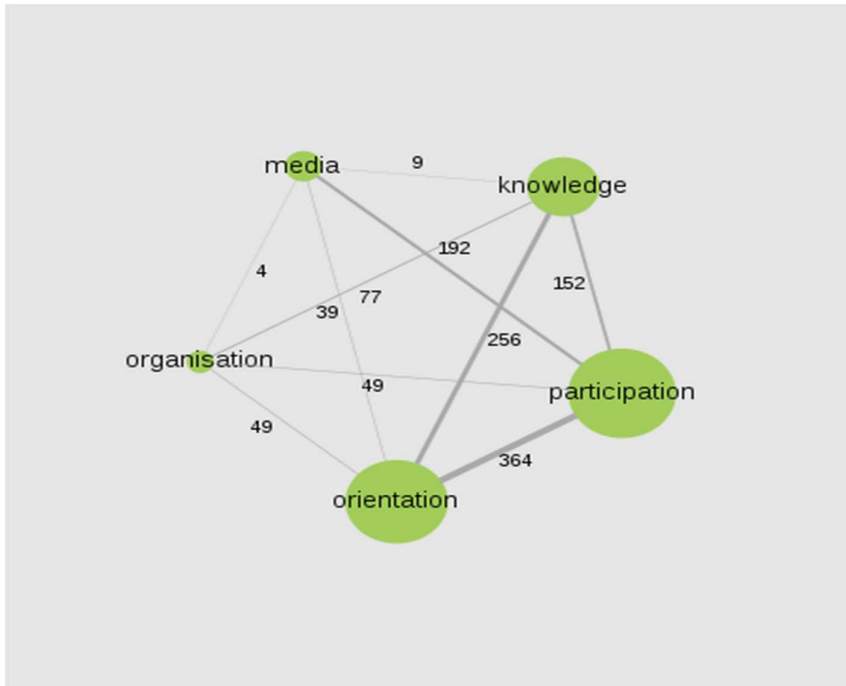 media
9
knowledge
192
4
77
152
39
256
organisation
49
participation
49
364
orientation